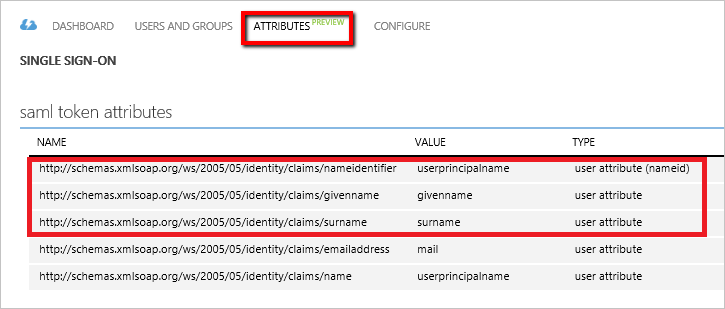 DASHBOARD USERS AND GROUPS ATTRIBUTES PREVIEW CONFIGURE
SINGLE SIGN-ON
saml token attributes
NAME VALUE TYPE
http://schemas.xmlsoap.org/ws/2005/05/identity/claims/nameidentifier userprincipalname user attribute (nameid)
http://schemas.xmlsoap.org/ws/2005/05/identity/claims/givenname givenname user attribute
http://schemas.xmlsoap.org/ws/2005/05/identity/claims/surname surname user attribute
http://schemas.xmlsoap.org/ws/2005/05/identity/claims/emailaddress mail user attribute
http://schemas.xmlsoap.org/ws/2005/05/identity/claims/name userprincipalname user attribute